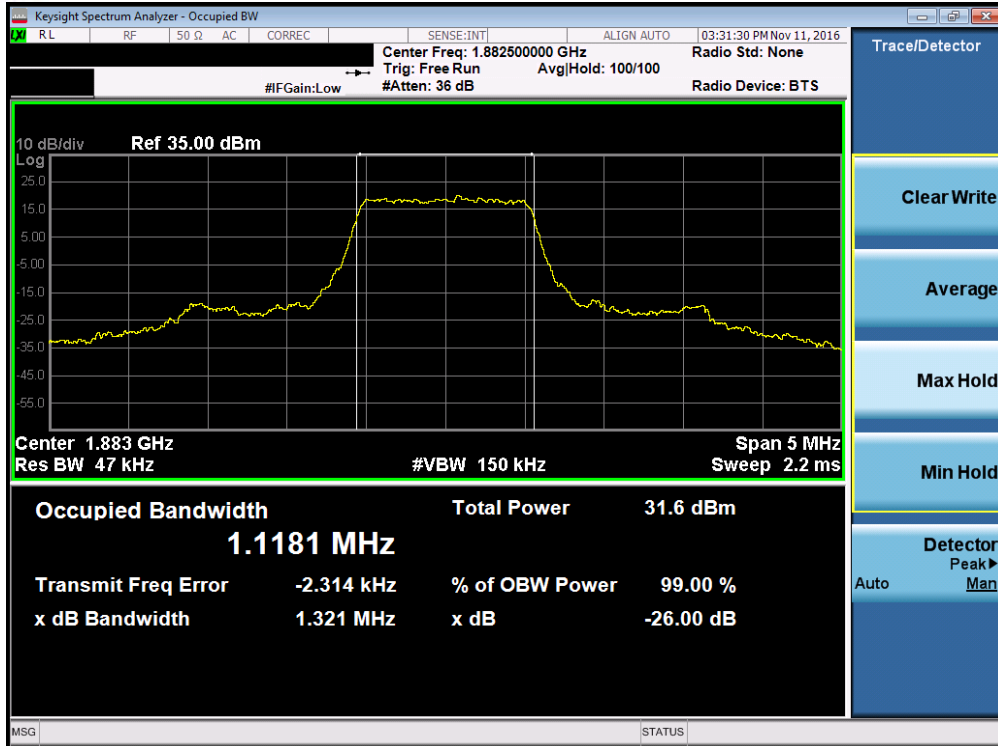 Keysight Spectrum Analyzer - Occupied BW
LXI RL RF 50 Ω AC CORREC SENSE:INT ALIGN AUTO 03:31:30 PM Nov 11, 2016
Center Freq: 1.882500000 GHz Radio Std: None
Trig: Free Run Avg|Hold: 100/100
#IFGain:Low #Atten: 36 dB Radio Device: BTS
10 dB/div Ref 35.00 dBm
Log
25.0
15.0
5.00
-5.00
-15.0
-25.0
-35.0
-45.0
-55.0
Center 1.883 GHz Span 5 MHz
Res BW 47 kHz #VBW 150 kHz Sweep 2.2 ms
Occupied Bandwidth Total Power 31.6 dBm
1.1181 MHz
Transmit Freq Error -2.314 kHz % of OBW Power 99.00 %
x dB Bandwidth 1.321 MHz x dB -26.00 dB
MSG STATUS
Trace/Detector
Clear Write
Average
Max Hold
Min Hold
Detector
Peak▶
Auto Man